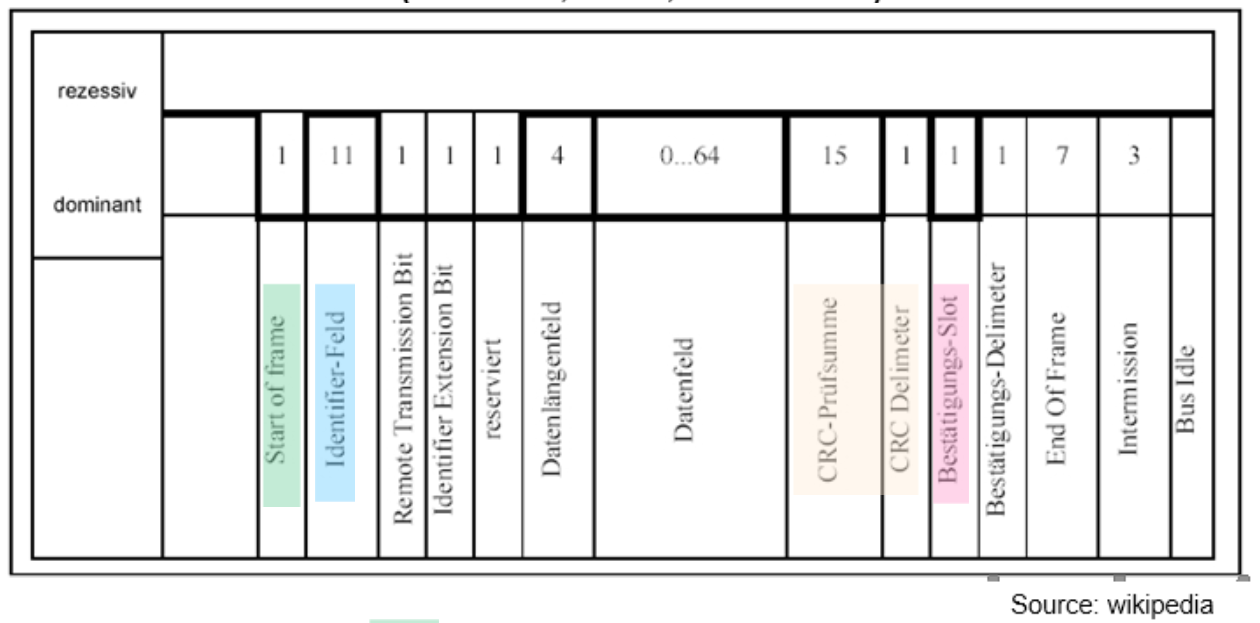 rezessiv
1 11 1 1 1 4 0...64 15 1 1 1 7 3
dominant
Start of frame
Identifier-Feld
Remote Transmission Bit
Identifier Extension Bit
reserviert
Datenlängenfeld
Datenfeld
CRC-Prüfsumme
CRC Delimeter
Bestätigungs-Slot
Bestätigungs-Delimeter
End Of Frame
Intermission
Bus Idle
Source: wikipedia